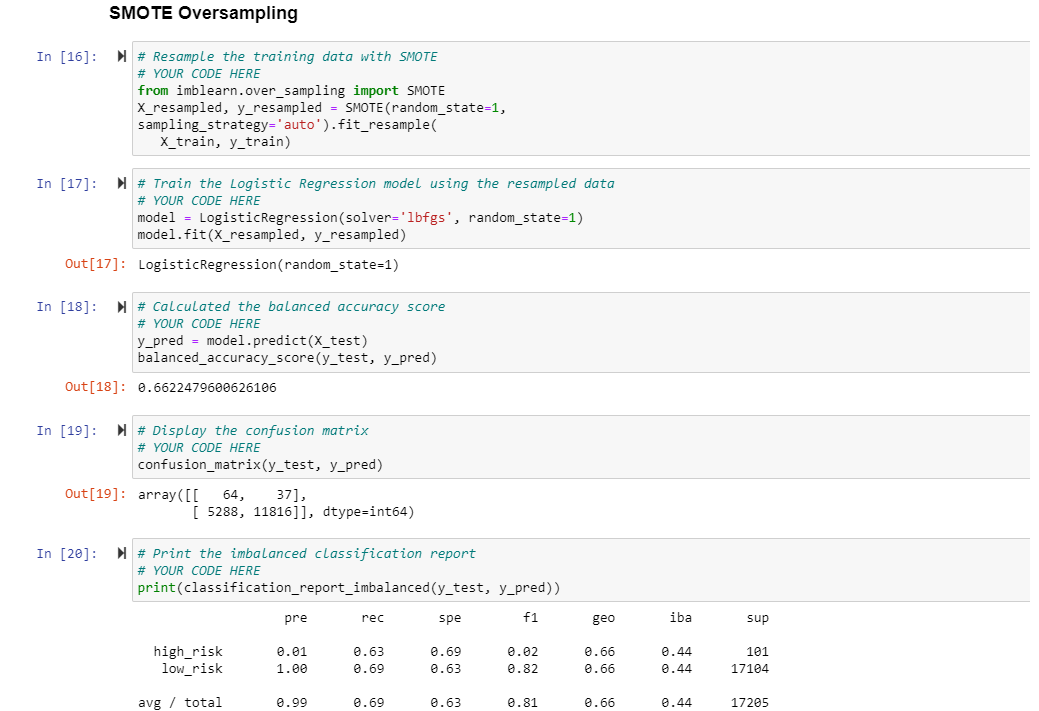 SMOTE Oversampling
In [16]:
# Resample the training data with SMOTE
# YOUR CODE HERE
from imblearn.over_sampling import SMOTE
X_resampled, y_resampled = SMOTE(random_state=1,
sampling_strategy='auto').fit_resample(
   X_train, y_train)
In [17]:
# Train the Logistic Regression model using the resampled data
# YOUR CODE HERE
model = LogisticRegression(solver='lbfgs', random_state=1)
model.fit(X_resampled, y_resampled)
Out[17]: LogisticRegression(random_state=1)
In [18]:
# Calculated the balanced accuracy score
# YOUR CODE HERE
y_pred = model.predict(X_test)
balanced_accuracy_score(y_test, y_pred)
Out[18]: 0.6622479600626106
In [19]:
# Display the confusion matrix
# YOUR CODE HERE
confusion_matrix(y_test, y_pred)
Out[19]: array([[   64,    37],
       [ 5288, 11816]], dtype=int64)
In [20]:
# Print the imbalanced classification report
# YOUR CODE HERE
print(classification_report_imbalanced(y_test, y_pred))
pre rec spe f1 geo iba sup
high_risk 0.01 0.63 0.69 0.02 0.66 0.44 101
low_risk 1.00 0.69 0.63 0.82 0.66 0.44 17104
avg / total 0.99 0.69 0.63 0.81 0.66 0.44 17205